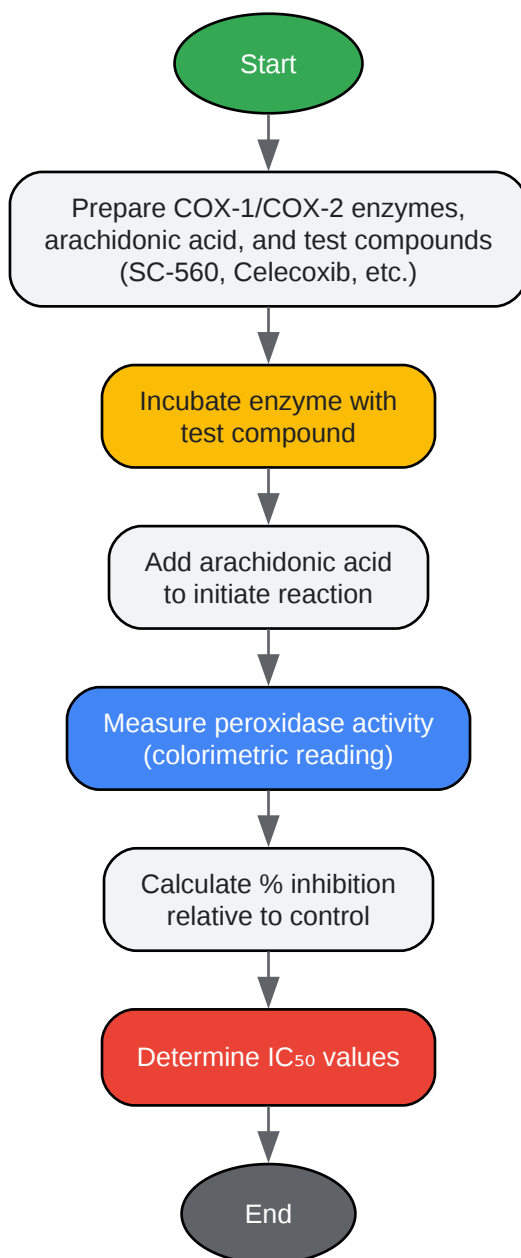 Start
Prepare COX-1/COX-2 enzymes,
arachidonic acid, and test compounds
(SC-560, Celecoxib, etc.)
Incubate enzyme with
test compound
Add arachidonic acid
to initiate reaction
Measure peroxidase activity
(colorimetric reading)
Calculate % inhibition
relative to control
Determine IC₅₀ values
End